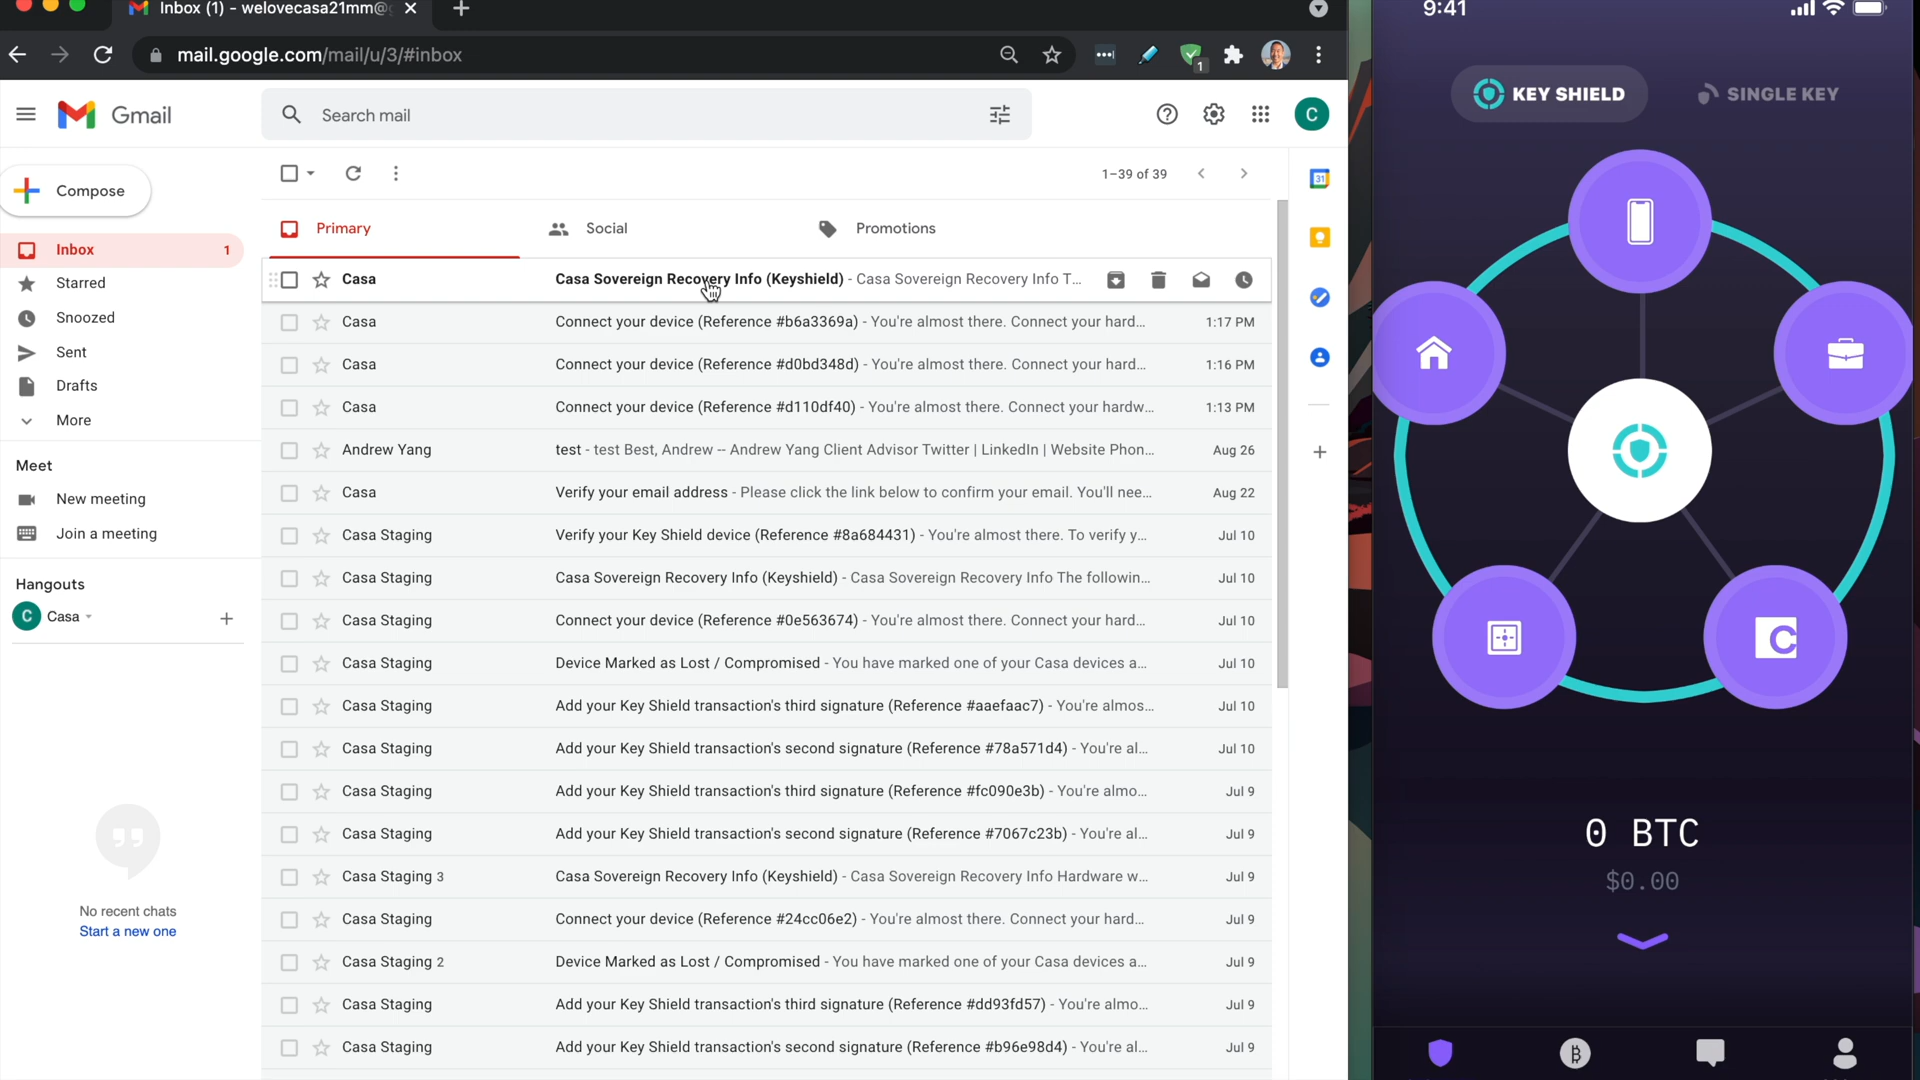 Inbox (1) - welovecasa21mm@
mail.google.com/mail/u/3/#inbox
1
Gmail
Search mail
C
Compose
1–39 of 39
31
Primary
Social
Promotions
Inbox 1
Starred
Snoozed
Sent
Drafts
More
Meet
New meeting
Join a meeting
Hangouts
C Casa
No recent chats
Start a new one
Casa Casa Sovereign Recovery Info (Keyshield) - Casa Sovereign Recovery Info T...
Casa Connect your device (Reference #b6a3369a) - You're almost there. Connect your hard... 1:17 PM
Casa Connect your device (Reference #d0bd348d) - You're almost there. Connect your hard... 1:16 PM
Casa Connect your device (Reference #d110df40) - You're almost there. Connect your hardw... 1:13 PM
Andrew Yang test - test Best, Andrew -- Andrew Yang Client Advisor Twitter | LinkedIn | Website Phon... Aug 26
Casa Verify your email address - Please click the link below to confirm your email. You'll nee... Aug 22
Casa Staging Verify your Key Shield device (Reference #8a684431) - You're almost there. To verify y... Jul 10
Casa Staging Casa Sovereign Recovery Info (Keyshield) - Casa Sovereign Recovery Info The followin... Jul 10
Casa Staging Connect your device (Reference #0e563674) - You're almost there. Connect your hard... Jul 10
Casa Staging Device Marked as Lost / Compromised - You have marked one of your Casa devices a... Jul 10
Casa Staging Add your Key Shield transaction's third signature (Reference #aaefaac7) - You're almos... Jul 10
Casa Staging Add your Key Shield transaction's second signature (Reference #78a571d4) - You're al... Jul 10
Casa Staging Add your Key Shield transaction's third signature (Reference #fc090e3b) - You're almo... Jul 9
Casa Staging Add your Key Shield transaction's second signature (Reference #7067c23b) - You're al... Jul 9
Casa Staging 3 Casa Sovereign Recovery Info (Keyshield) - Casa Sovereign Recovery Info Hardware w... Jul 9
Casa Staging Connect your device (Reference #24cc06e2) - You're almost there. Connect your hard... Jul 9
Casa Staging 2 Device Marked as Lost / Compromised - You have marked one of your Casa devices a... Jul 9
Casa Staging Add your Key Shield transaction's third signature (Reference #dd93fd57) - You're almo... Jul 9
Casa Staging Add your Key Shield transaction's second signature (Reference #b96e98d4) - You're al... Jul 9
9:41
KEY SHIELD
SINGLE KEY
C
0 BTC
$0.00